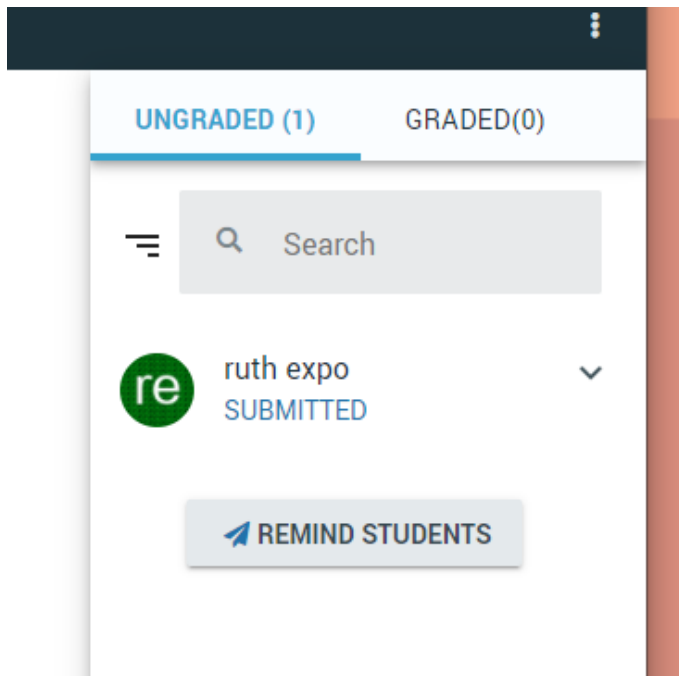 UNGRADED (1)
GRADED(0)
Search
re
ruth expo
SUBMITTED
REMIND STUDENTS